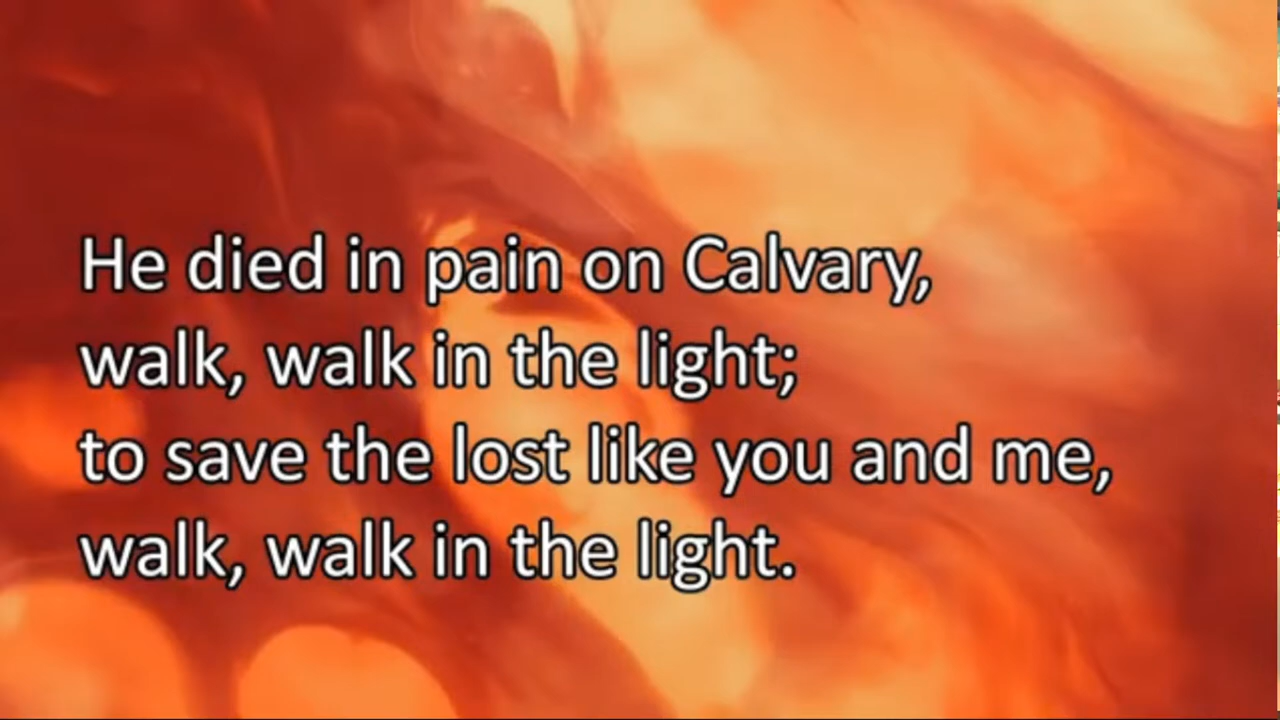 He died in pain on Calvary,
walk, walk in the light;
to save the lost like you and me,
walk, walk in the light.